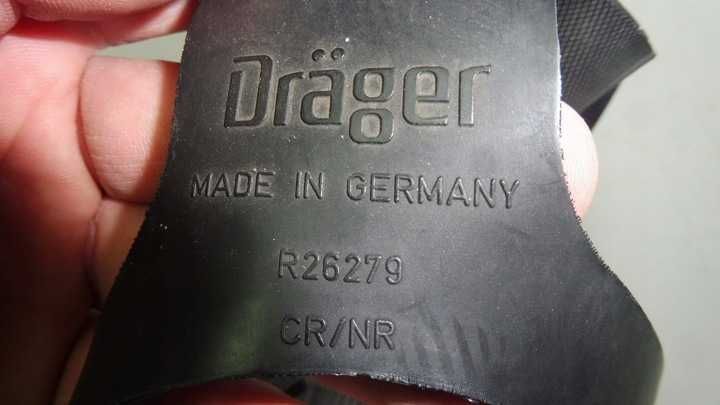 Dräger
MADE IN GERMANY
R26279
CR/NR